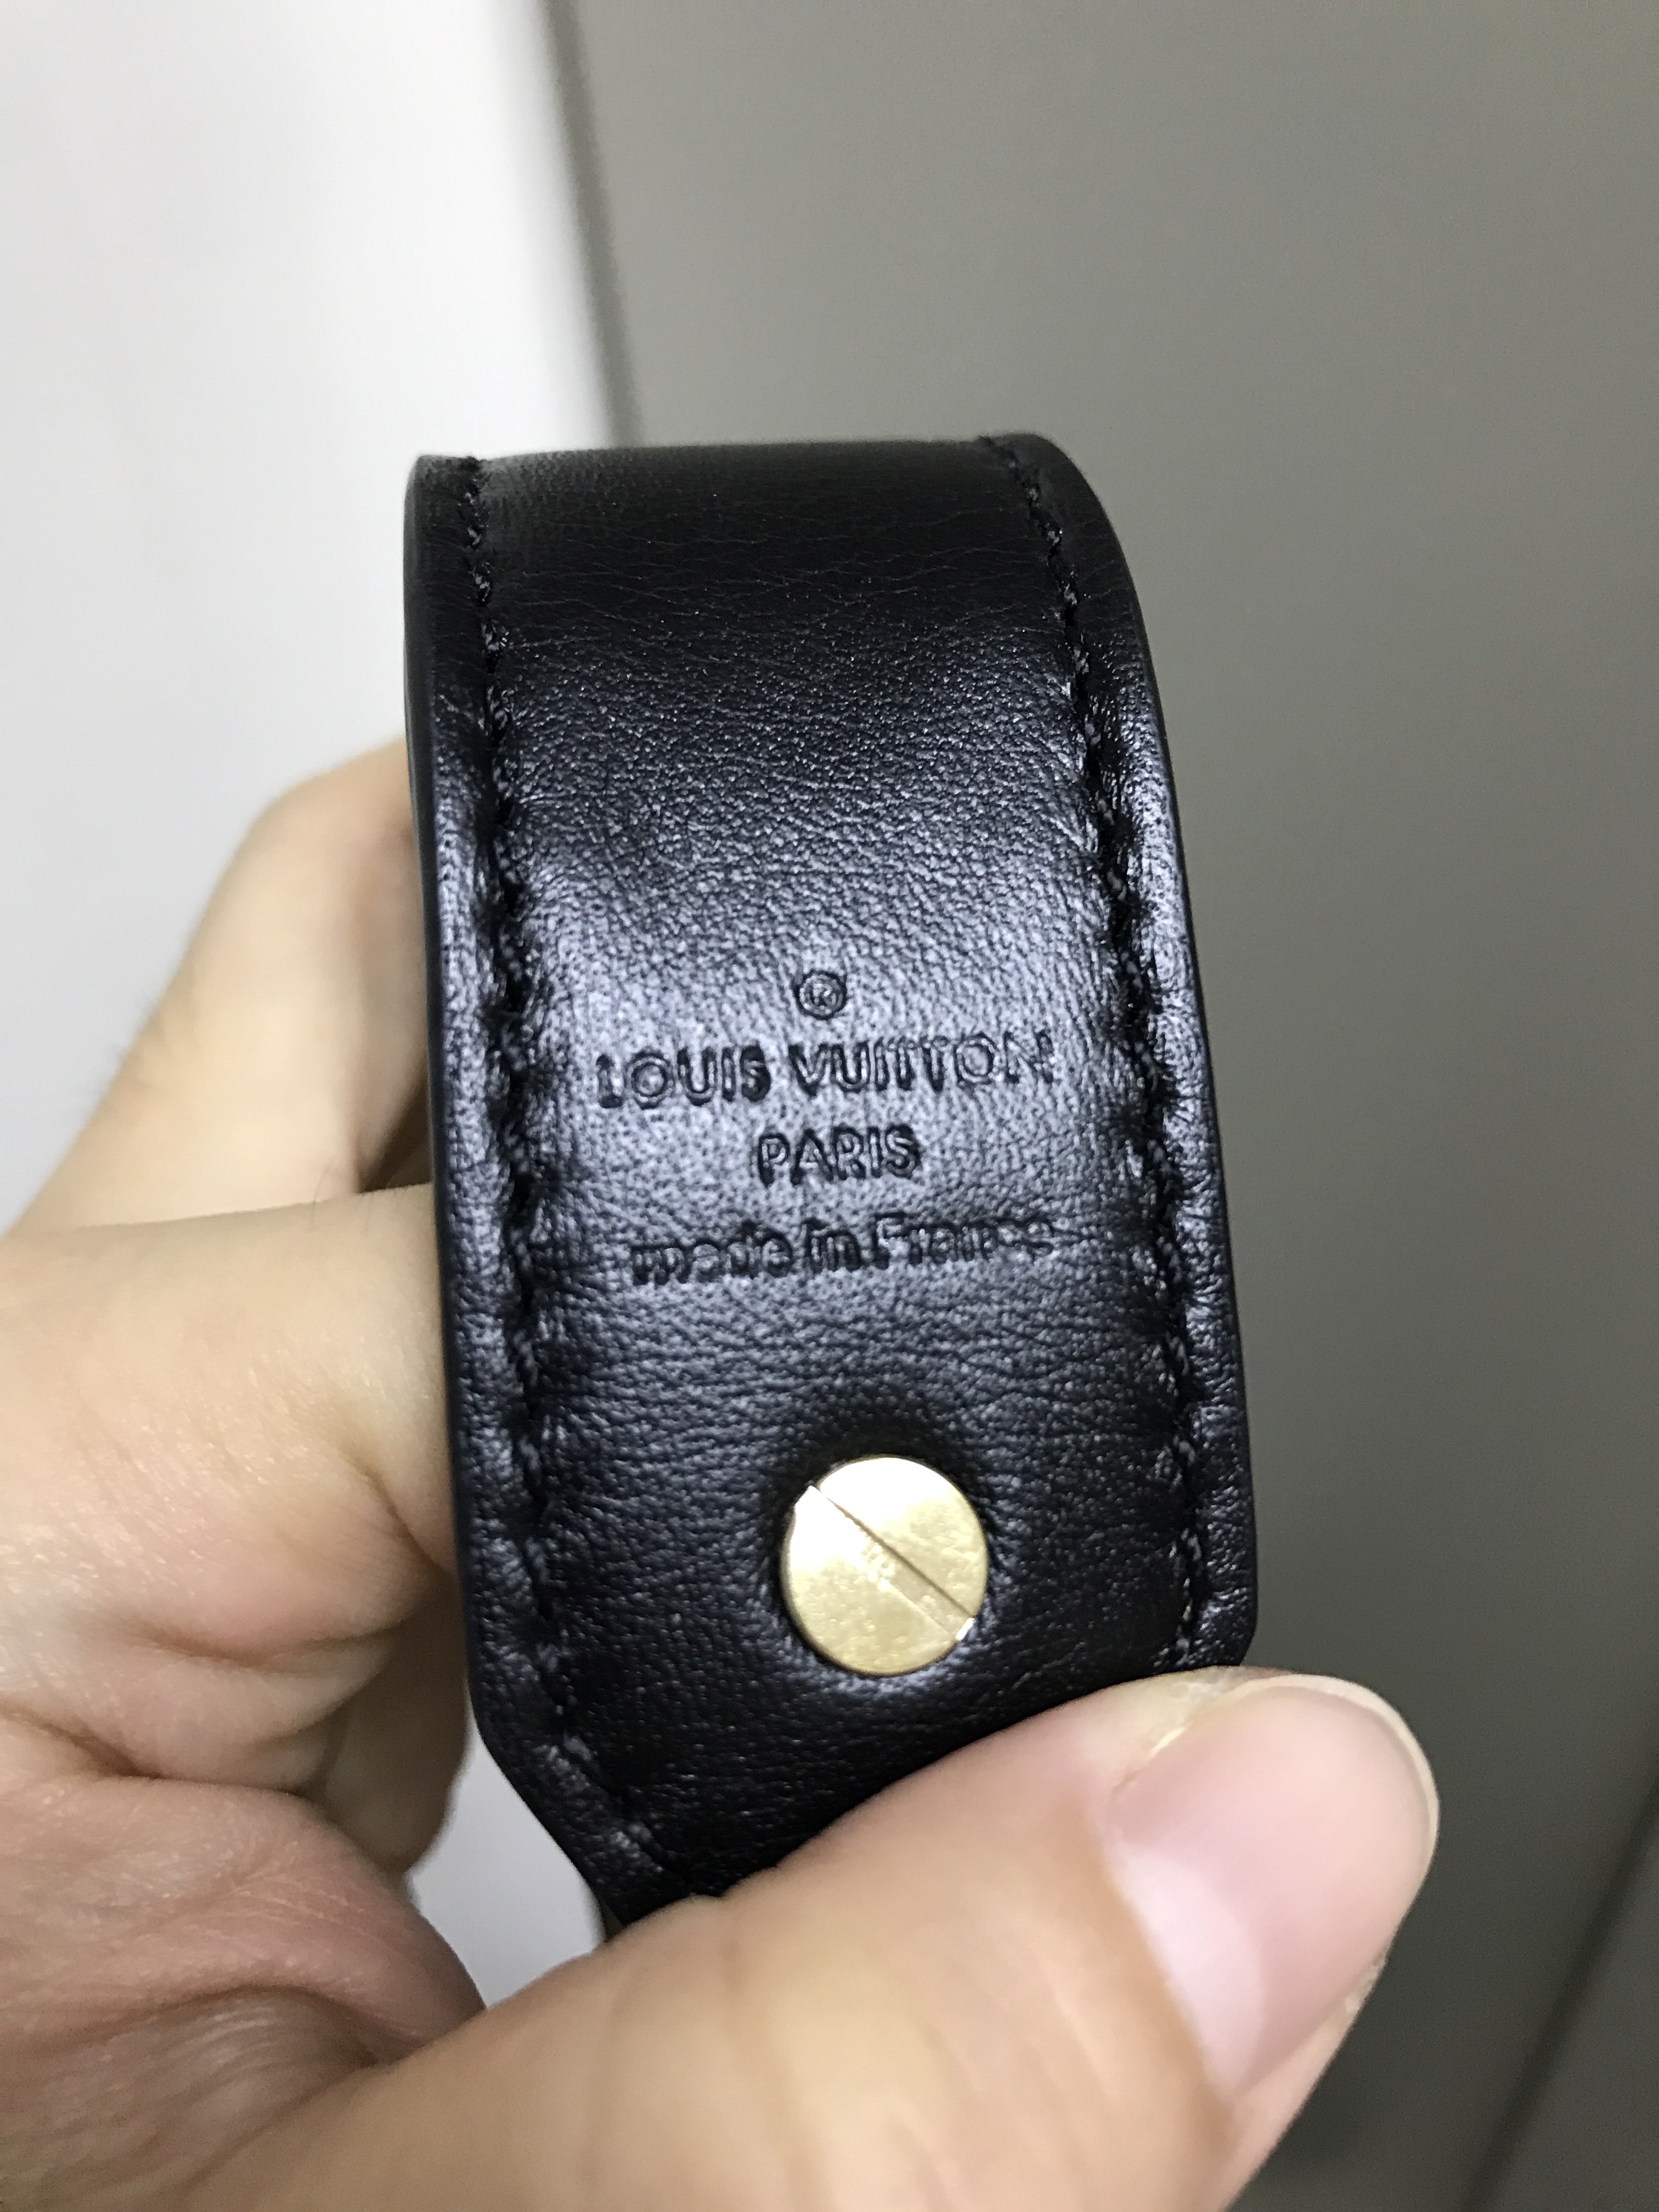 ®
LOUIS VUITTON
PARIS
made in France